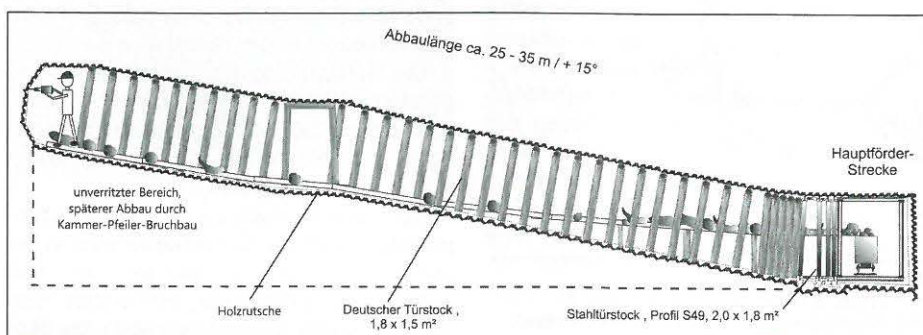 Abbaulänge ca. 25 - 35 m / + 15°
Hauptförder-
Strecke
unverritzter Bereich,
späterer Abbau durch
Kammer-Pfeiler-Bruchbau
Holzrutsche
Deutscher Türstock ,
1,8 x 1,5 m²
Stahltürstock , Profil S49, 2,0 x 1,8 m²